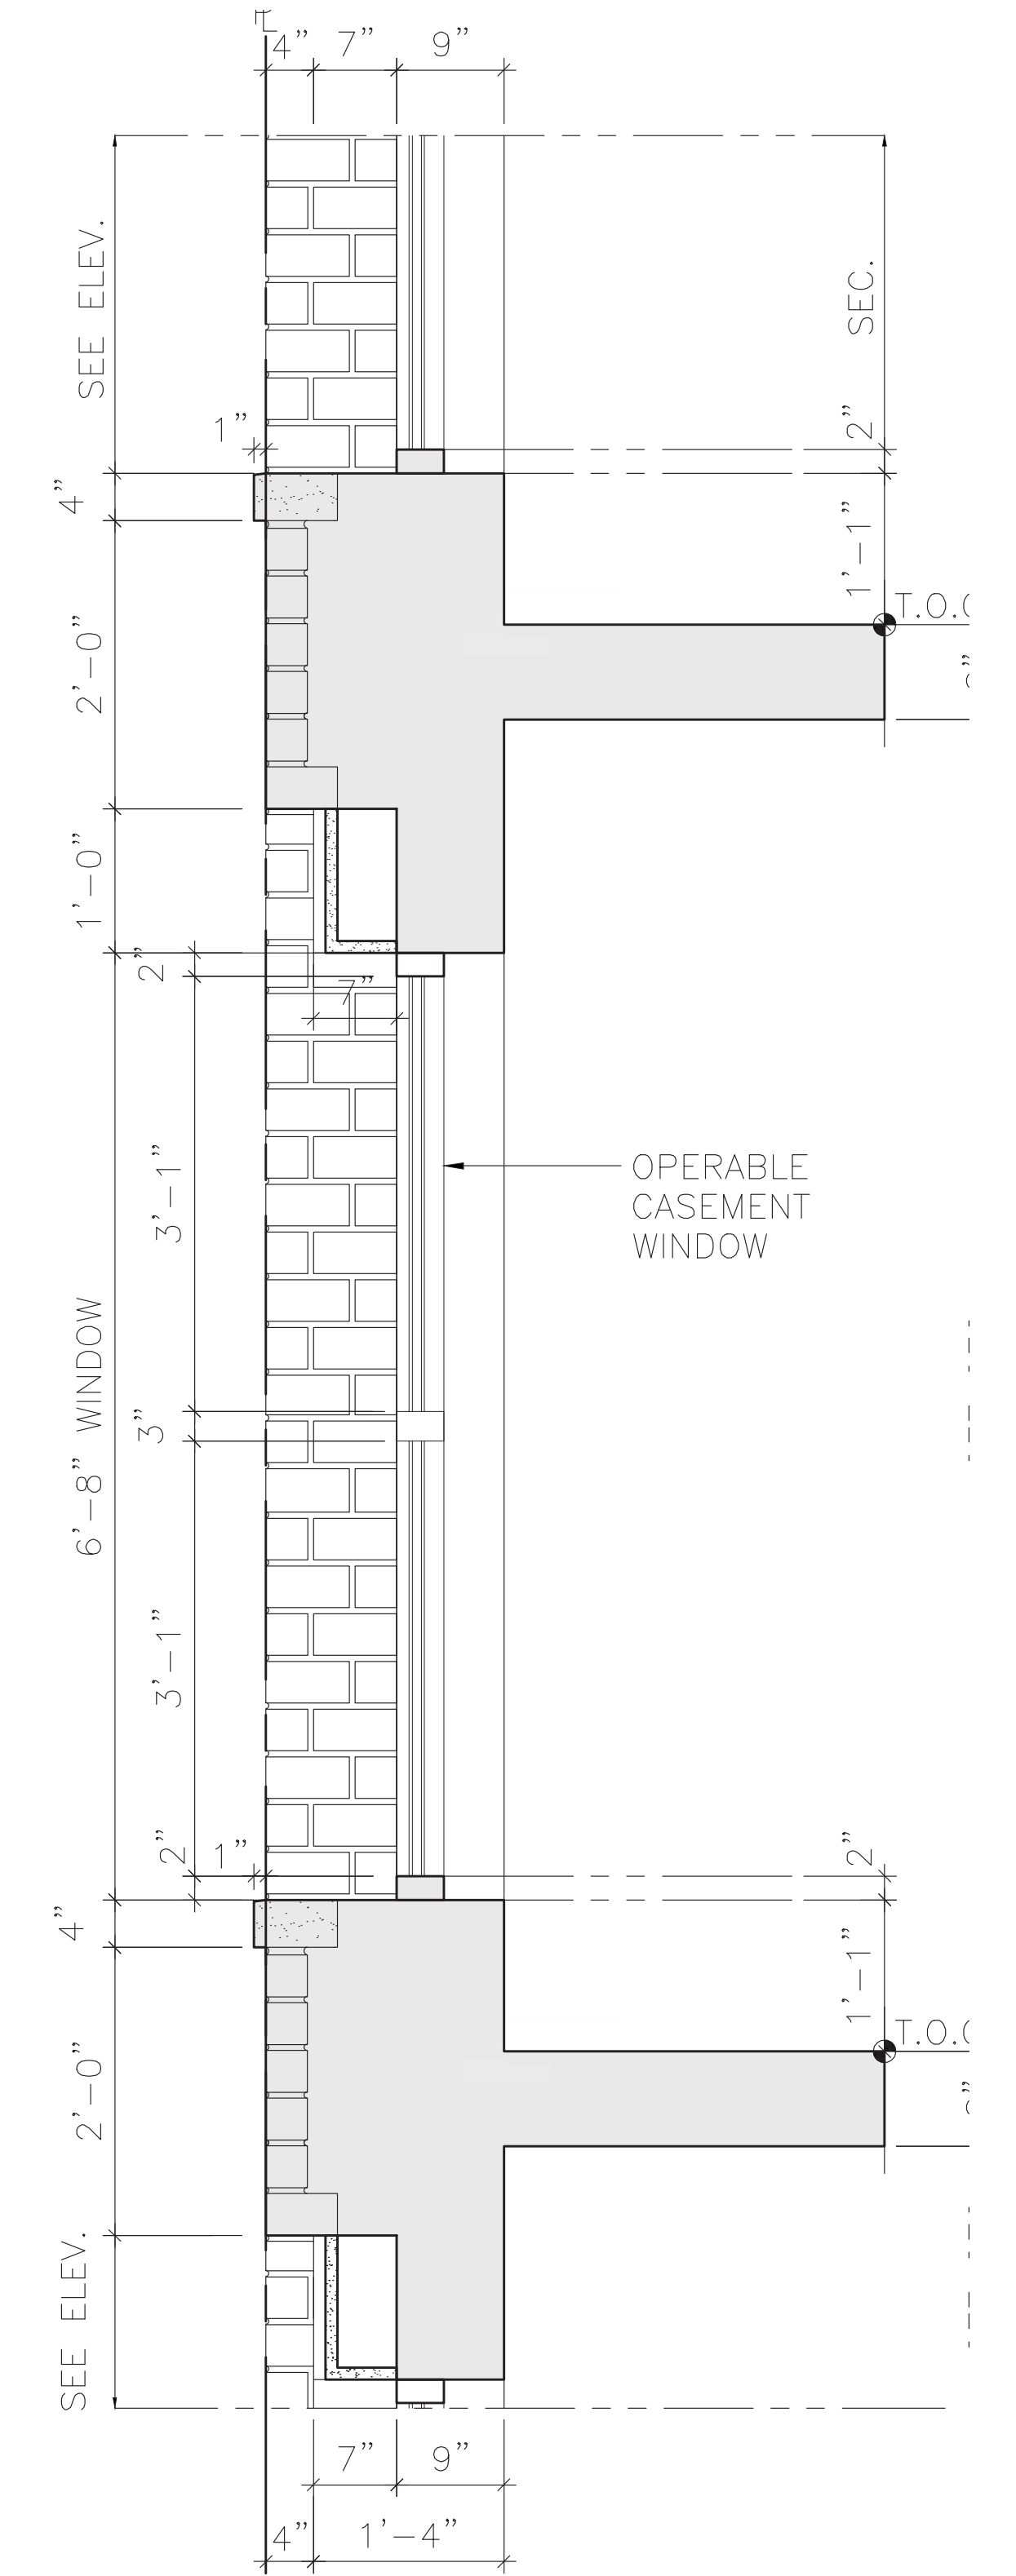 ℄
4” 7” 9”
SEE ELEV.
SEC.
1”
2”
4”
1’-1”
T.O.
2’-0”
1’-0”
2”
7”
3’-1”
OPERABLE
CASEMENT
WINDOW
6’-8” WINDOW
3”
3’-1”
2”
1”
2”
4”
1’-1”
T.O.
2’-0”
SEE ELEV.
7” 9”
4” 1’-4”